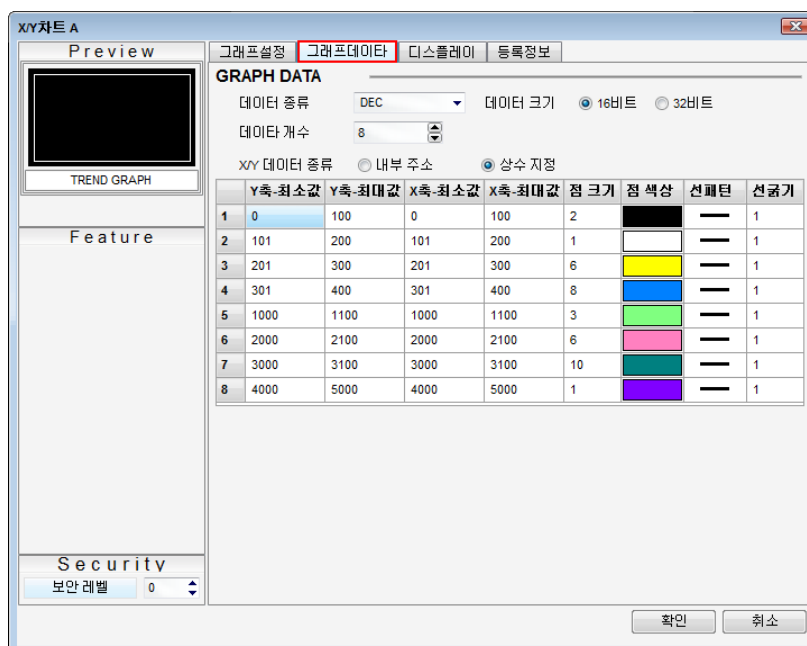 X/Y차트 A
Preview
TREND GRAPH
Feature
Security
보안 레벨 0
그래프설정 그래프데이타 디스플레이 등록정보
GRAPH DATA
데이터 종류 DEC 데이터 크기 16비트 32비트
데이타 개수 8
X/Y 데이터 종류 내부 주소 상수 지정
Y축-최소값 Y축-최대값 X축-최소값 X축-최대값 점 크기 점 색상 선패턴 선굵기
1 0 100 0 100 2 1
2 101 200 101 200 1 1
3 201 300 201 300 6 1
4 301 400 301 400 8 1
5 1000 1100 1000 1100 3 1
6 2000 2100 2000 2100 6 1
7 3000 3100 3000 3100 10 1
8 4000 5000 4000 5000 1 1
확인 취소